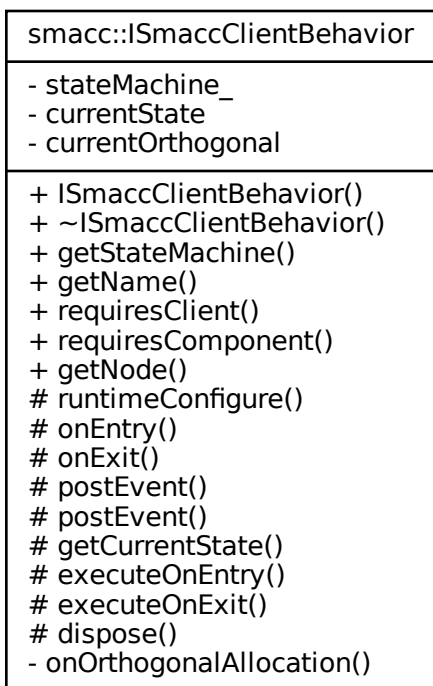 smacc::ISmaccClientBehavior
- stateMachine_
- currentState
- currentOrthogonal
+ ISmaccClientBehavior()
+ ~ISmaccClientBehavior()
+ getStateMachine()
+ getName()
+ requiresClient()
+ requiresComponent()
+ getNode()
# runtimeConfigure()
# onEntry()
# onExit()
# postEvent()
# postEvent()
# getCurrentState()
# executeOnEntry()
# executeOnExit()
# dispose()
- onOrthogonalAllocation()